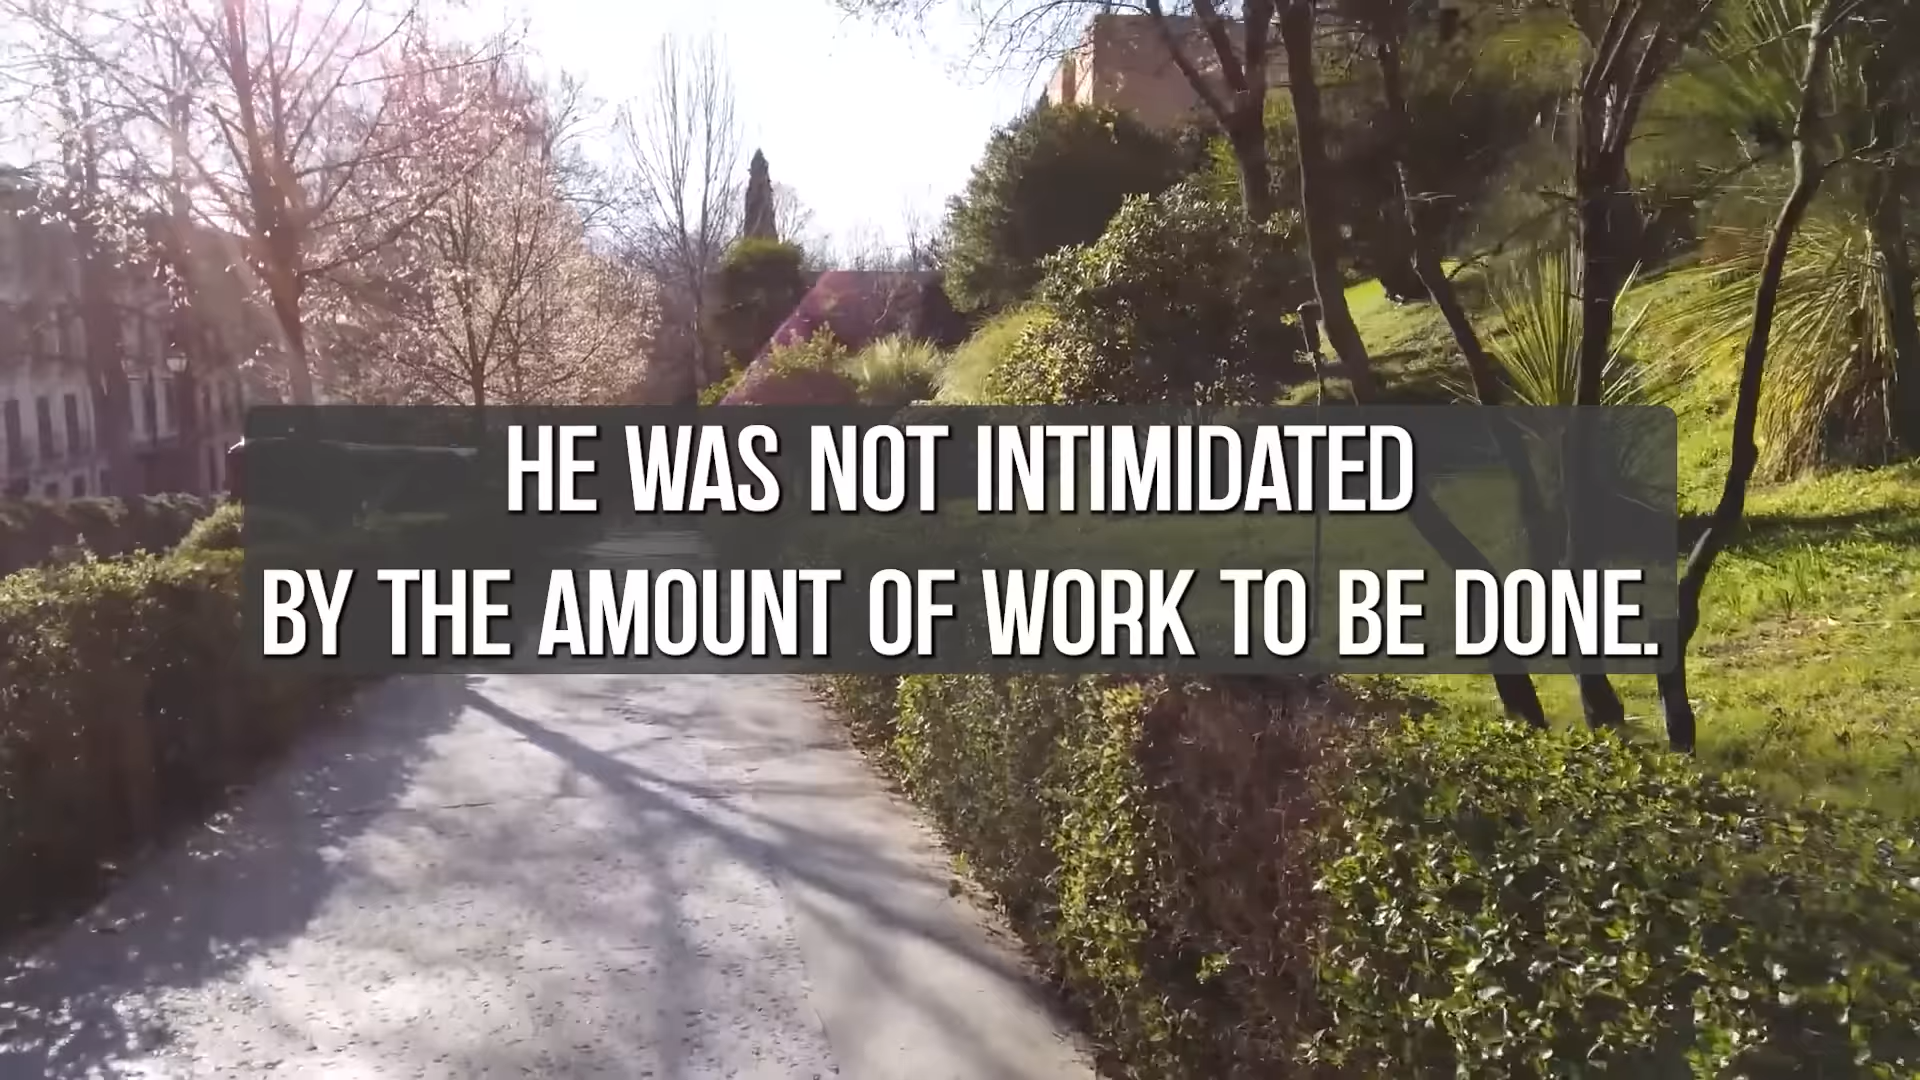 HE WAS NOT INTIMIDATED
BY THE AMOUNT OF WORK TO BE DONE.